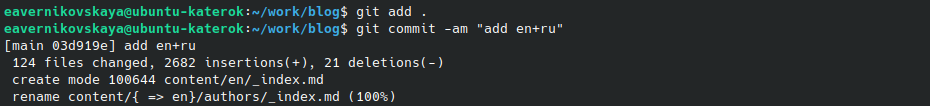 eavernikovskaya@ubuntu-katerok:~/work/blog$ git add .
eavernikovskaya@ubuntu-katerok:~/work/blog$ git commit -am "add en+ru"
[main 03d919e] add en+ru
 124 files changed, 2682 insertions(+), 21 deletions(-)
 create mode 100644 content/en/_index.md
 rename content/{ => en}/authors/_index.md (100%)